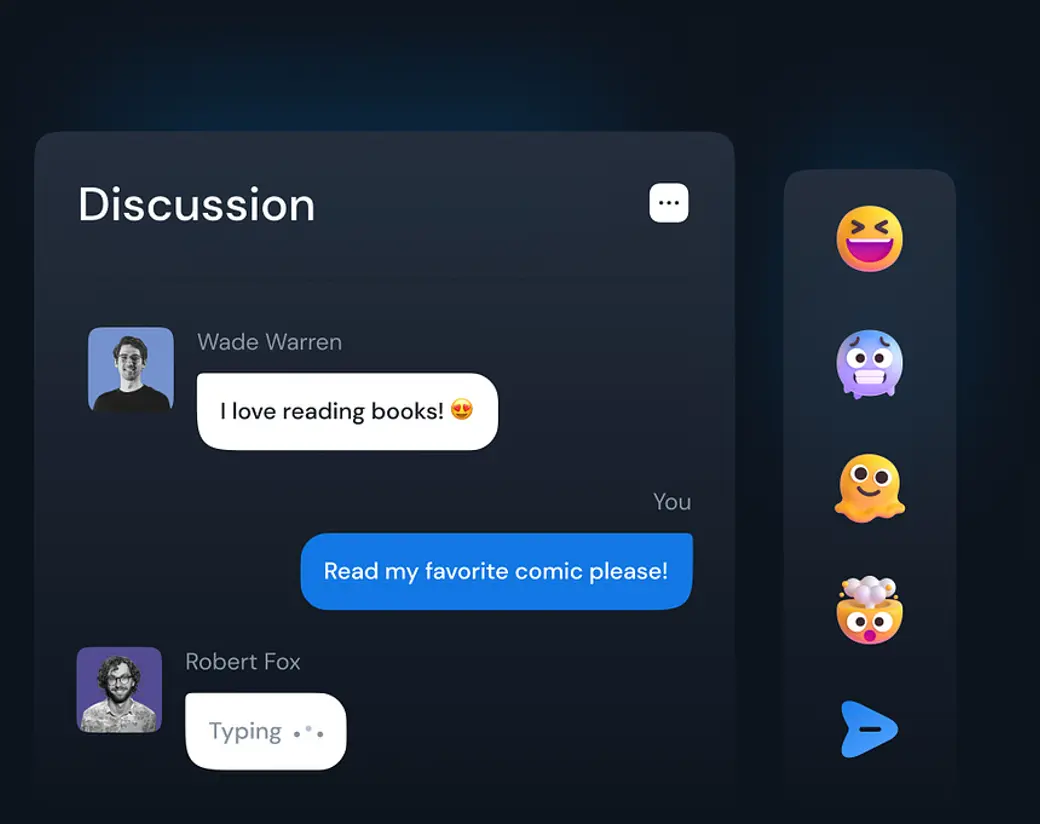 Discussion
Wade Warren
I love reading books! 😍
You
Read my favorite comic please!
Robert Fox
Typing